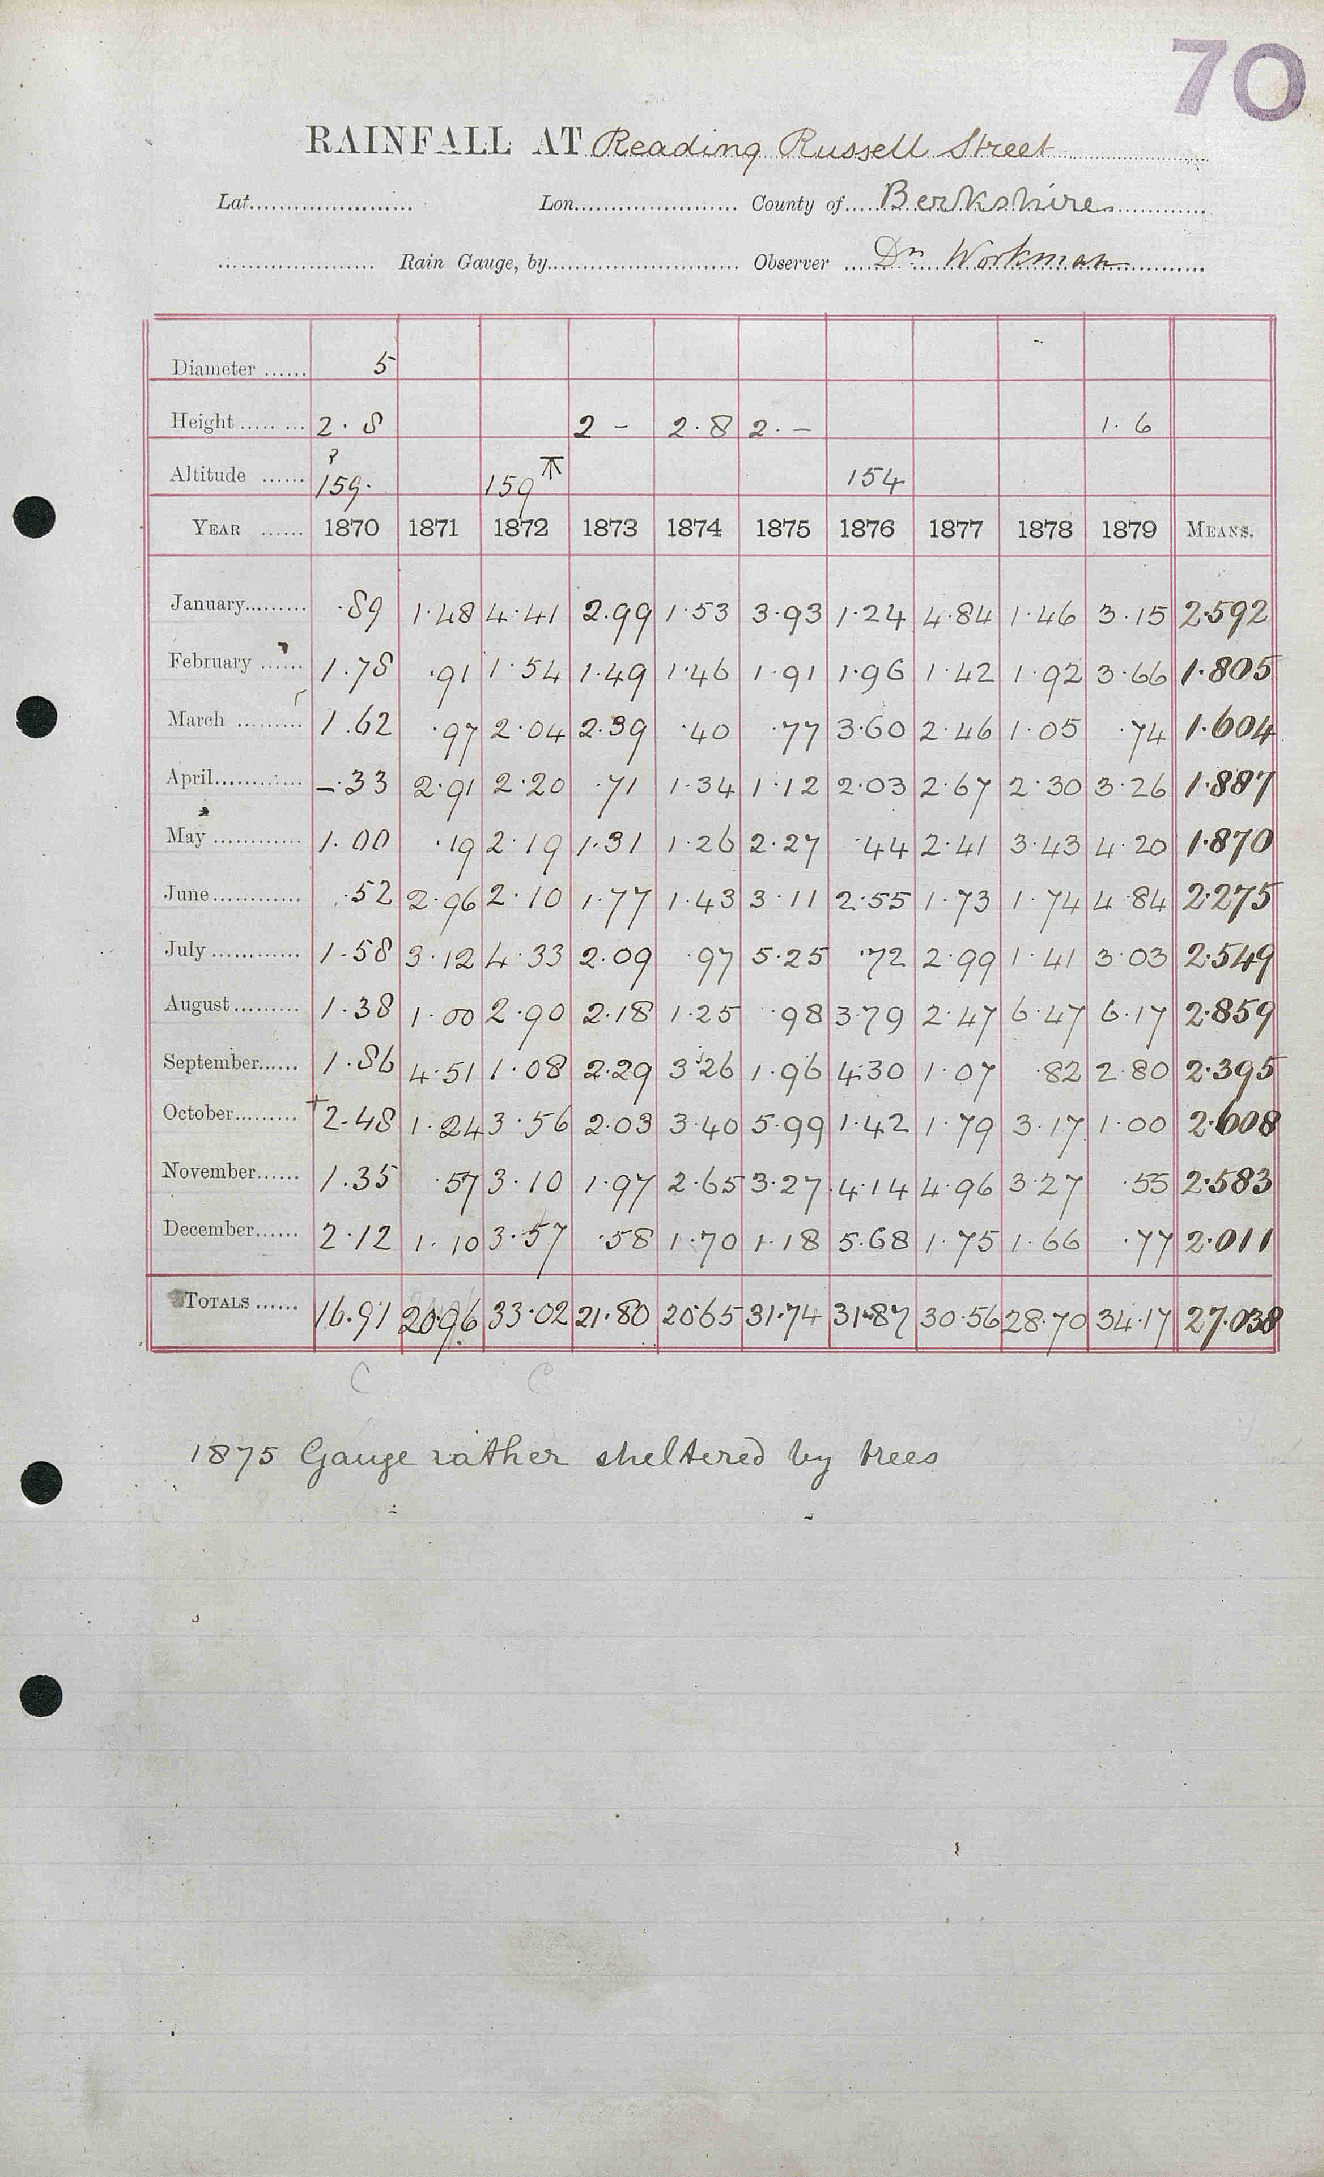 70
RAINFALL AT Reading Russell Street
Lat. Lon. County of Berkshire
Rain Gauge, by Observer Dr Workman
Diameter 5
Height 2.8 2 - 2.8 2. - 1.6
Altitude ? 159. 159 154
YEAR 1870 1871 1872 1873 1874 1875 1876 1877 1878 1879 MEANS.
January .89 1.48 4.41 2.99 1.53 3.93 1.24 4.84 1.46 3.15 2.592
February 1.78 .91 1.54 1.49 1.46 1.91 1.96 1.42 1.92 3.66 1.805
March 1.62 .97 2.04 2.39 .40 .77 3.60 2.46 1.05 .74 1.604
April -.33 2.91 2.20 .71 1.34 1.12 2.03 2.67 2.30 3.26 1.887
May 1.00 .19 2.19 1.31 1.26 2.27 .44 2.41 3.43 4.20 1.870
June .52 2.96 2.10 1.77 1.43 3.11 2.55 1.73 1.74 4.84 2.275
July 1.58 3.12 4.33 2.09 .97 5.25 .72 2.99 1.41 3.03 2.549
August 1.38 1.00 2.90 2.18 1.25 .98 3.79 2.47 6.47 6.17 2.859
September 1.86 4.51 1.08 2.29 3.26 1.96 4.30 1.07 .82 2.80 2.395
October +2.48 1.24 3.56 2.03 3.40 5.99 1.42 1.79 3.17 1.00 2.608
November 1.35 .57 3.10 1.97 2.65 3.27 4.14 4.96 3.27 .55 2.583
December 2.12 1.10 3.57 .58 1.70 1.18 5.68 1.75 1.66 .77 2.011
TOTALS 16.91 20.96 33.02 21.80 20.65 31.74 31.87 30.56 28.70 34.17 27.038
C C
1875 Gauge rather sheltered by trees